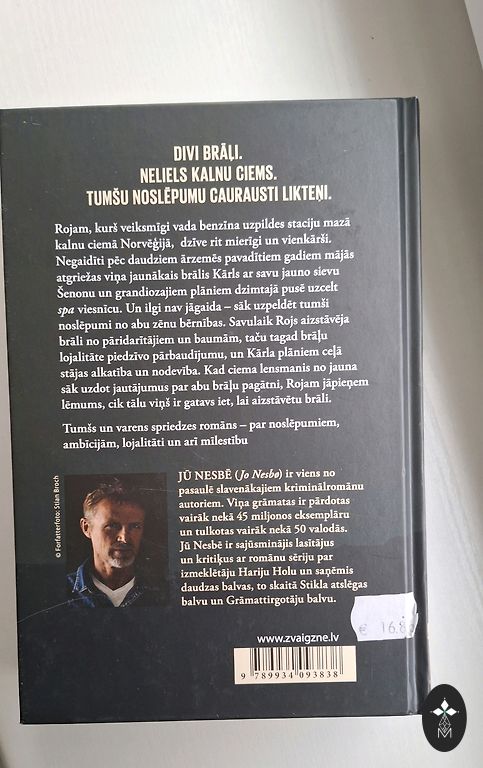 DIVI BRĀĻI.
NELIELS KALNU CIEMS.
TUMŠU NOSLĒPUMU CAURAUSTI LIKTEŅI.
Rojam, kurš veiksmīgi vada benzīna uzpildes staciju mazā
kalnu ciemā Norvēģijā, dzīve rit mierīgi un vienkārši.
Negaidīti pēc daudziem ārzemēs pavadītiem gadiem mājās
atgriežas viņa jaunākais brālis Kārls ar savu jauno sievu
Šenonu un grandiozajiem plāniem dzimtajā pusē uzcelt
spa viesnīcu. Un ilgi nav jāgaida – sāk uzpeldēt tumši
noslēpumi no abu zēnu bērnības. Savulaik Rojs aizstāvēja
brāli no pāridarītājiem un baumām, taču tagad brāļu
lojalitāte piedzīvo pārbaudījumu, un Kārla plāniem ceļā
stājas alkatība un nodevība. Kad ciema lensmanis no jauna
sāk uzdot jautājumus par abu brāļu pagātni, Rojam jāpieņem
lēmums, cik tālu viņš ir gatavs iet, lai aizstāvētu brāli.
Tumšs un varens spriedzes romāns – par noslēpumiem,
ambīcijām, lojalitāti un arī mīlestību
© Forfatterfoto: Stian Broch
JŪ NESBĒ (Jo Nesbø) ir viens no
pasaulē slavenākajiem kriminālromānu
autoriem. Viņa grāmatas ir pārdotas
vairāk nekā 45 miljonos eksemplāru
un tulkotas vairāk nekā 50 valodās.
Jū Nesbē ir sajūsminājis lasītājus
un kritiķus ar romānu sēriju par
izmeklētāju Hariju Holu un saņēmis
daudzas balvas, to skaitā Stikla atslēgas
balvu un Grāmattirgotāju balvu.
€ 16.8
www.zvaigzne.lv
9 789934 093838
M